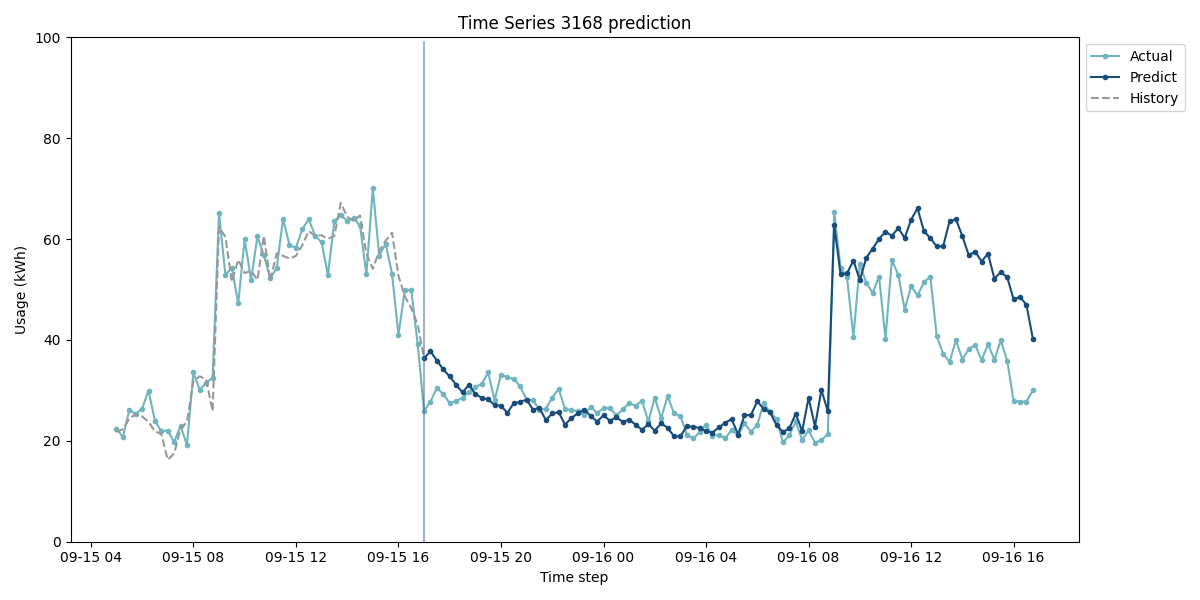 Time Series 3168 prediction
100
80
60
40
20
0
Usage (kWh)
09-15 04
09-15 08
09-15 12
09-15 16
09-15 20
09-16 00
09-16 04
09-16 08
09-16 12
09-16 16
Time step
Actual
Predict
History